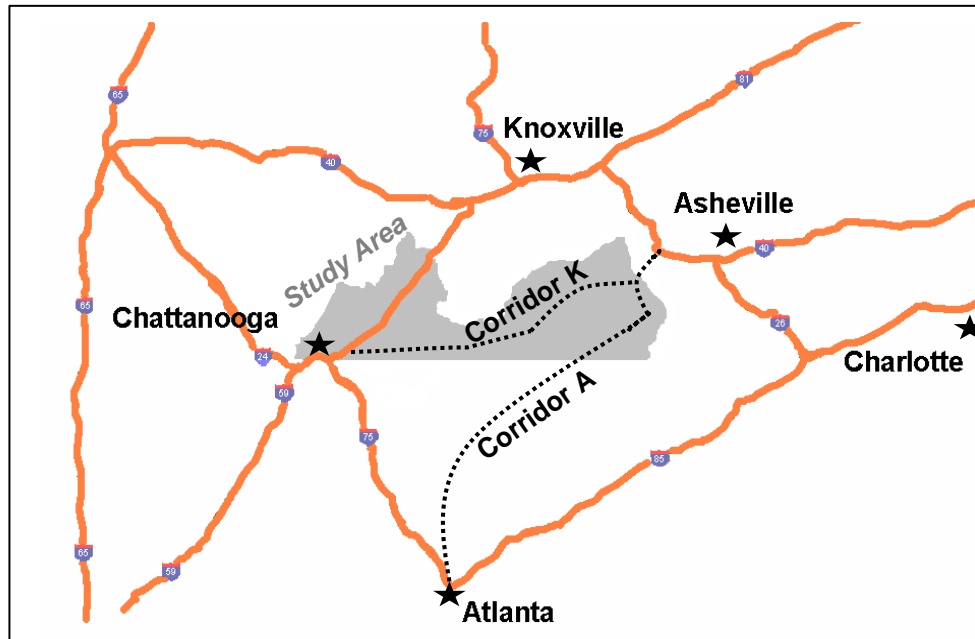 65
81
75
Knoxville
40
Asheville
Study Area
40
65
Corridor K
Chattanooga
26
24
Charlotte
59
Corridor A
75
85
65
59
Atlanta